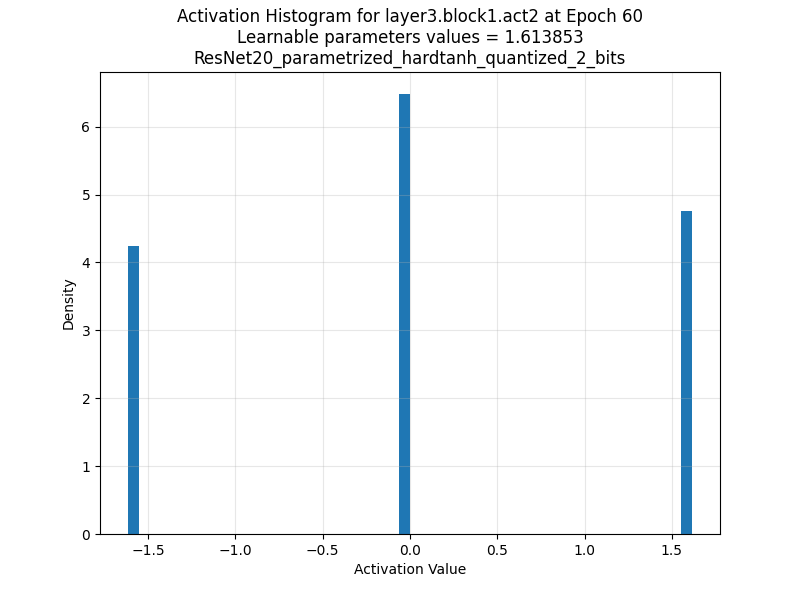 Activation Histogram for layer3.block1.act2 at Epoch 60
Learnable parameters values = 1.613853
ResNet20_parametrized_hardtanh_quantized_2_bits
6
5
4
3
2
1
0
Density
−1.5 −1.0 −0.5 0.0 0.5 1.0 1.5
Activation Value